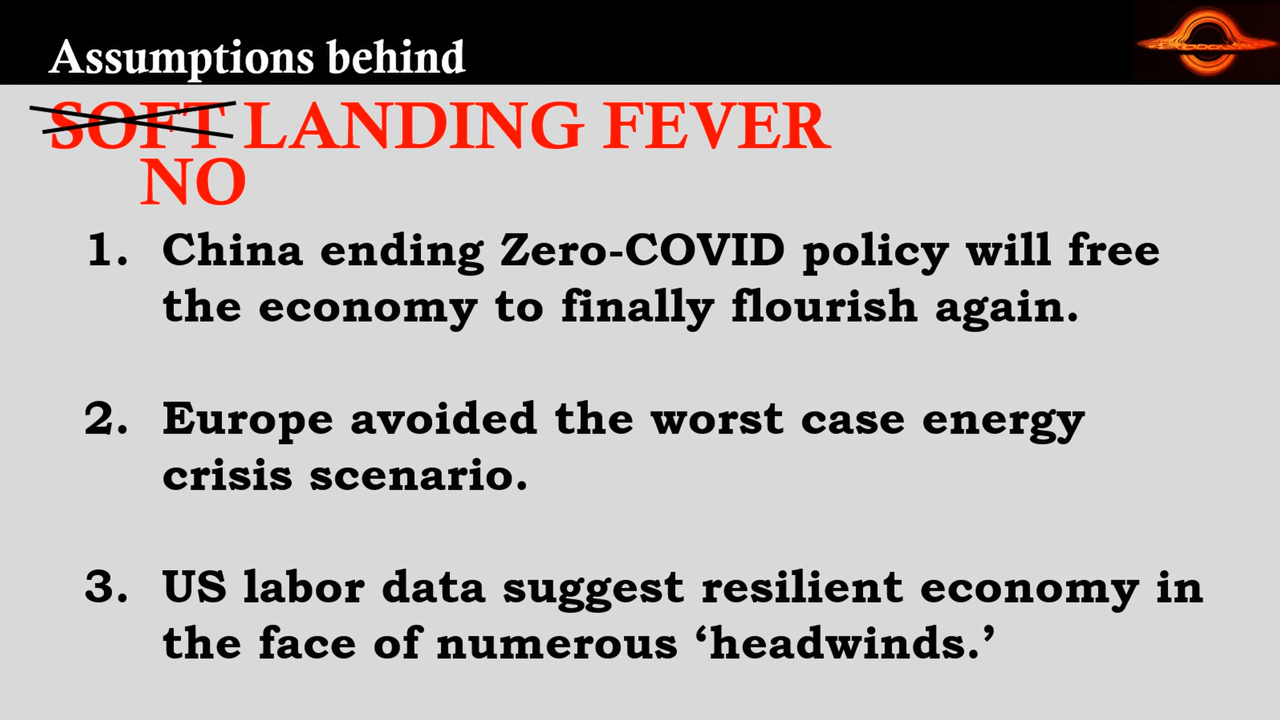 Assumptions behind
SOFT LANDING FEVER
NO
1. China ending Zero-COVID policy will free
the economy to finally flourish again.
2. Europe avoided the worst case energy
crisis scenario.
3. US labor data suggest resilient economy in
the face of numerous ‘headwinds.’